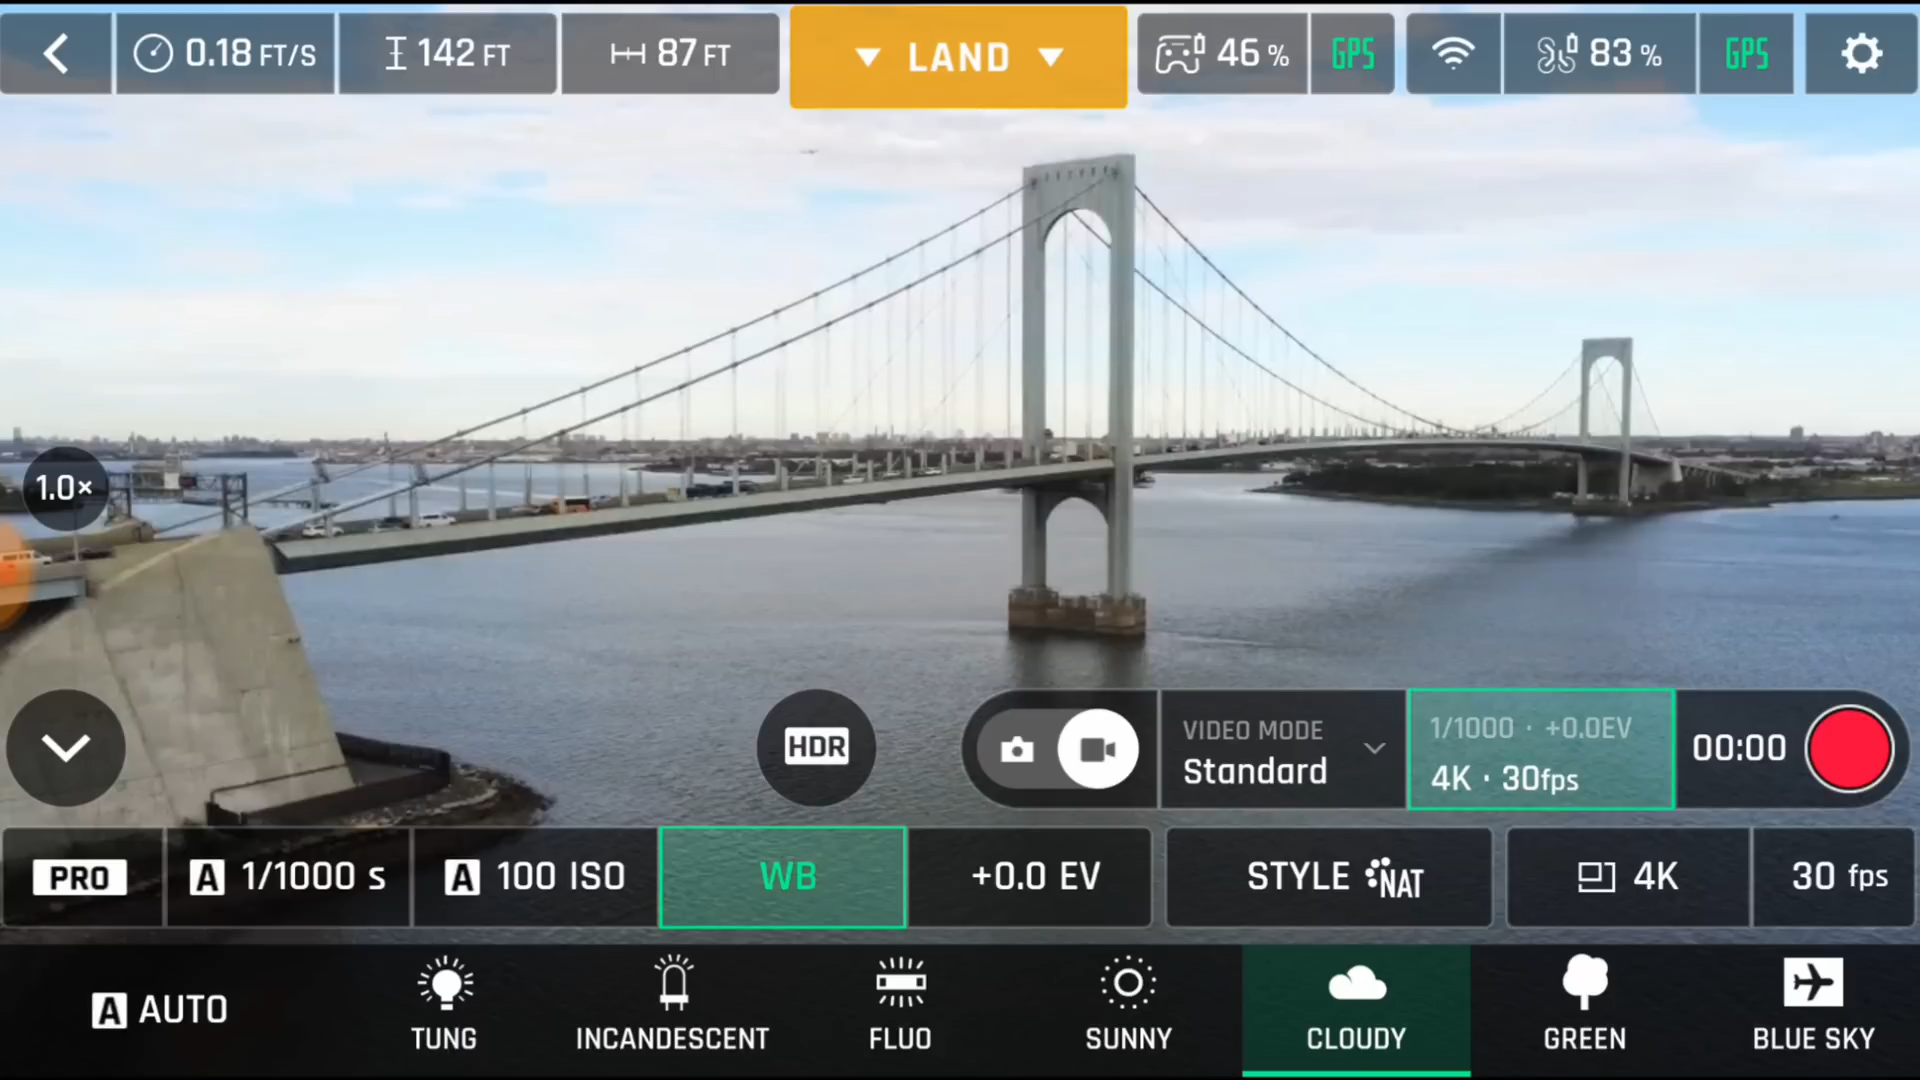 0.18 FT/S
142 FT
87 FT
LAND
46 %
GPS
83 %
GPS
1.0×
HDR
VIDEO MODE
Standard
1/1000 · +0.0EV
4K · 30fps
00:00
PRO
A 1/1000 s
A 100 ISO
WB
+0.0 EV
STYLE NAT
4K
30 fps
A AUTO
TUNG
INCANDESCENT
FLUO
SUNNY
CLOUDY
GREEN
BLUE SKY